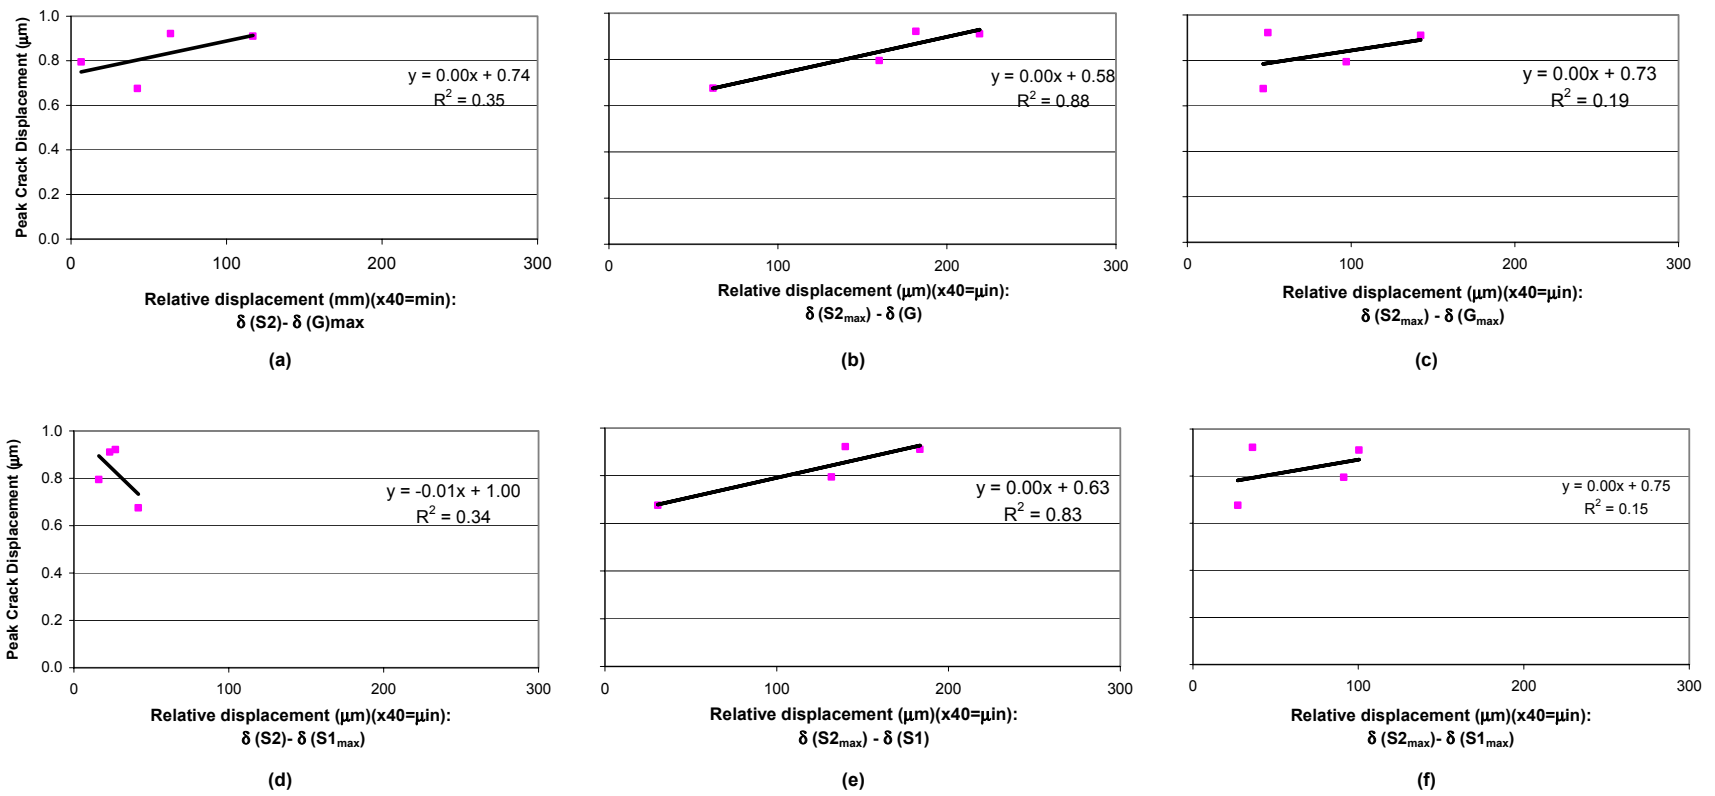 Peak Crack Displacement (μm)
1.0
0.8
0.6
0.4
0.2
0.0
0
100
200
300
y = 0.00x + 0.74
R² = 0.35
Relative displacement (mm)(x40=min):
δ (S2)- δ (G)max
(a)
y = 0.00x + 0.58
R² = 0.88
0
100
200
300
Relative displacement (μm)(x40=μin):
δ (S2max) - δ (G)
(b)
y = 0.00x + 0.73
R² = 0.19
0
100
200
300
Relative displacement (μm)(x40=μin):
δ (S2max) - δ (Gmax)
(c)
Peak Crack Displacement (μm)
1.0
0.8
0.6
0.4
0.2
0.0
0
100
200
300
y = -0.01x + 1.00
R² = 0.34
Relative displacement (μm)(x40=μin):
δ (S2)- δ (S1max)
(d)
y = 0.00x + 0.63
R² = 0.83
0
100
200
300
Relative displacement (μm)(x40=μin):
δ (S2max) - δ (S1)
(e)
y = 0.00x + 0.75
R² = 0.15
0
100
200
300
Relative displacement (μm)(x40=μin):
δ (S2max)- δ (S1max)
(f)